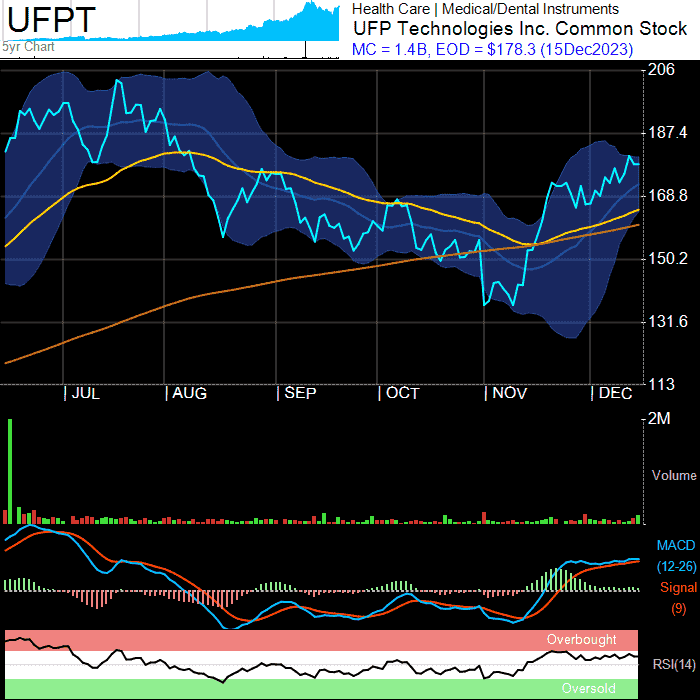 UFPT
5yr Chart
Health Care | Medical/Dental Instruments
UFP Technologies Inc. Common Stock
MC = 1.4B, EOD = $178.3 (15Dec2023)
206
187.4
168.8
150.2
131.6
113
JUL
AUG
SEP
OCT
NOV
DEC
2M
Volume
MACD
(12-26)
Signal
(9)
Overbought
RSI(14)
Oversold